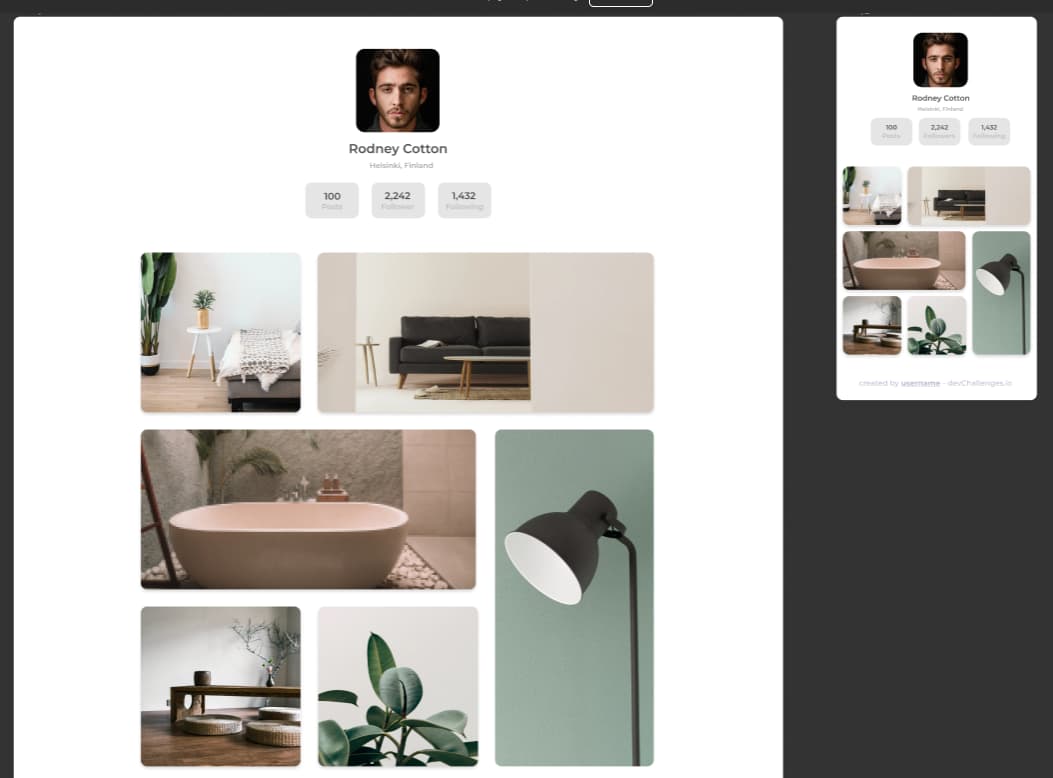 Rodney Cotton
Helsinki, Finland
100
2,242
1,432
Posts
Follower
Following
Rodney Cotton
Helsinki, Finland
100
2,242
1,432
Posts
Followers
Following
created by username - devChallenges.io